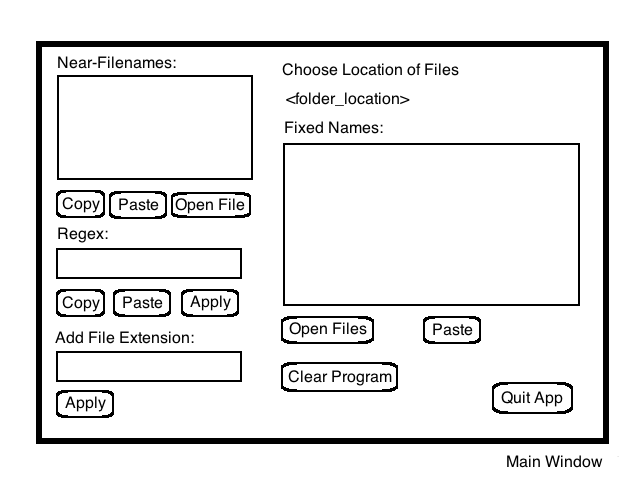 Near-Filenames:
Copy Paste Open File
Regex:
Copy Paste Apply
Add File Extension:
Apply
Choose Location of Files
<folder_location>
Fixed Names:
Open Files Paste
Clear Program
Quit App
Main Window